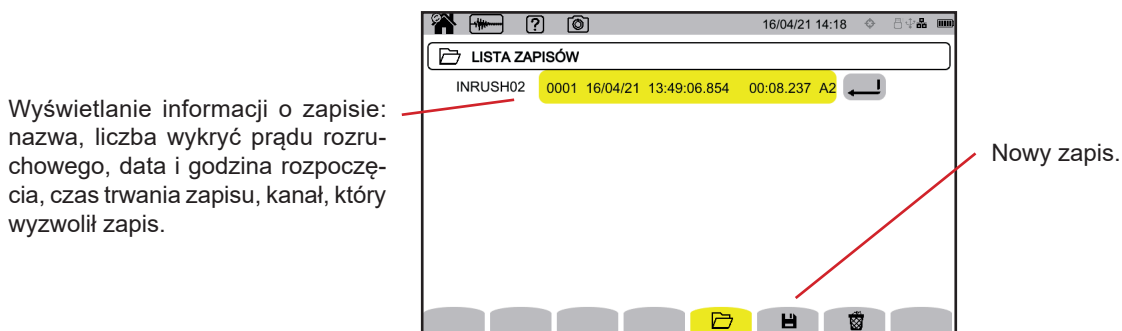 16/04/21 14:18
LISTA ZAPISÓW
INRUSH02 0001 16/04/21 13:49:06.854 00:08.237 A2
Wyświetlanie informacji o zapisie:
nazwa, liczba wykryć prądu rozru-
chowego, data i godzina rozpoczę-
cia, czas trwania zapisu, kanał, który
wyzwolił zapis.
Nowy zapis.